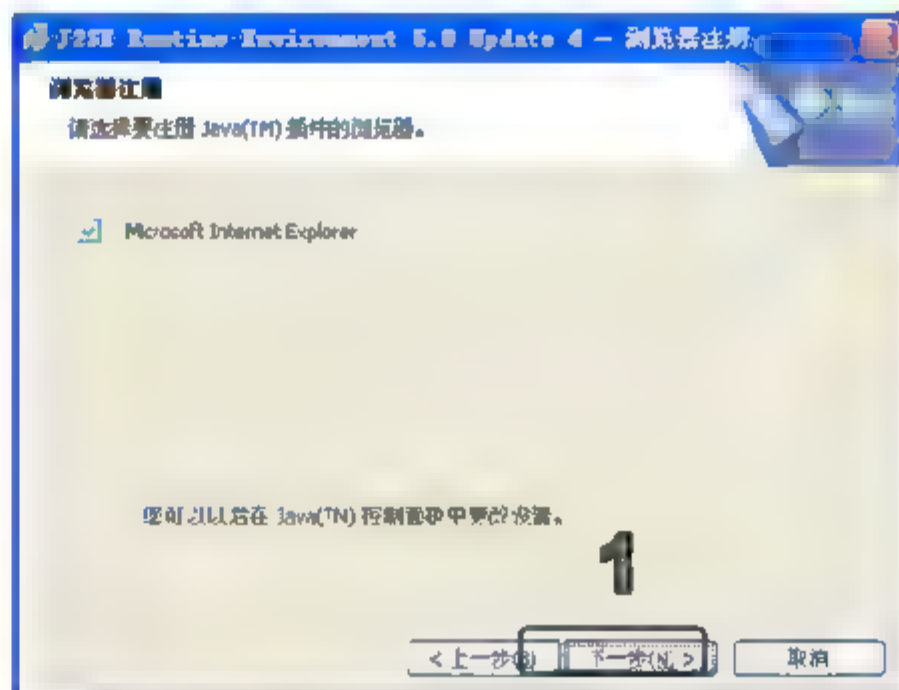 J2SE Runtime Environment 5.0 Update 4 - 浏览器注册
浏览器注册
请选择要注册 Java(TM) 插件的浏览器。
Microsoft Internet Explorer
您可以以后在 Java(TM) 控制面板中更改设置。
1
< 上一步(B) 下一步(N) > 取消